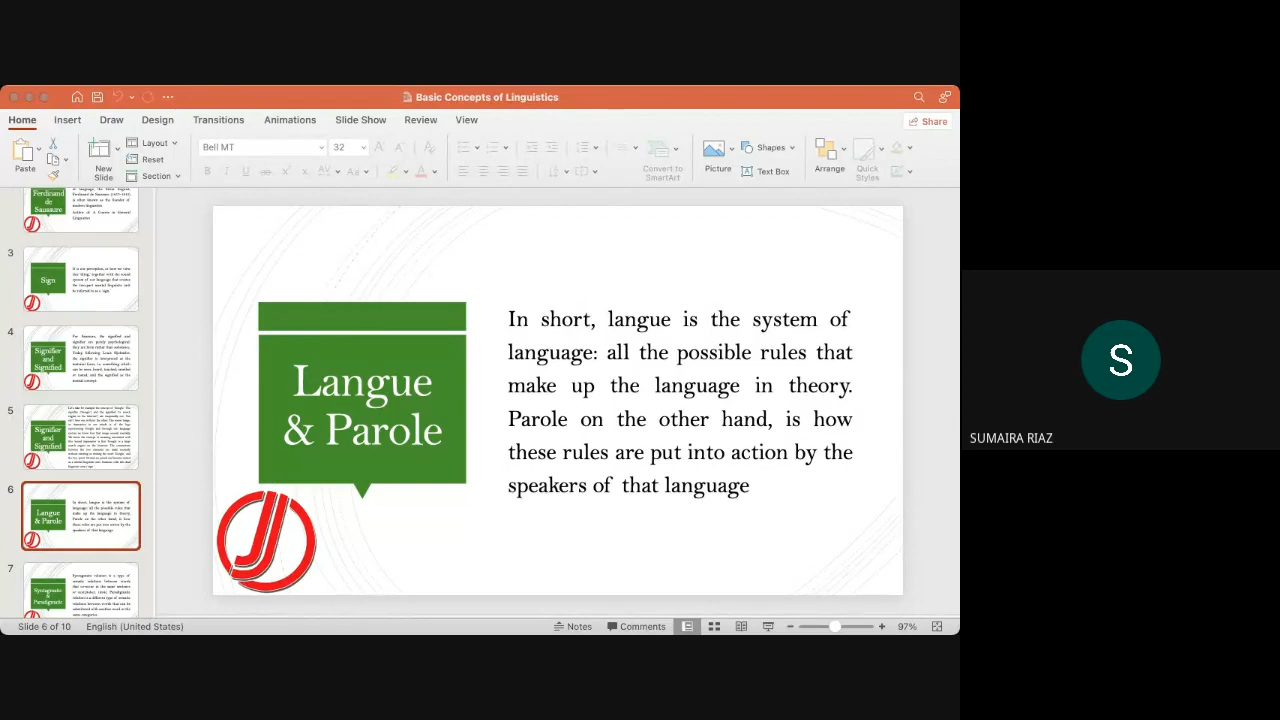 Basic Concepts of Linguistics
Home Insert Draw Design Transitions Animations Slide Show Review View Share
Paste
New
Slide
Layout
Reset
Section
Bell MT 32
Convert to
SmartArt
Picture
Shapes
Text Box
Arrange
Quick
Styles
Ferdinand
de
Saussure
3
Sign
4
Signifier
and
Signified
5
Signifier
and
Signified
6
Langue
& Parole
7
Syntagmatic
&
Paradigmatic
Langue
& Parole
In short, langue is the system of
language: all the possible rules that
make up the language in theory.
Parole on the other hand, is how
these rules are put into action by the
speakers of that language
S
SUMAIRA RIAZ
Slide 6 of 10 English (United States) Notes Comments 97%